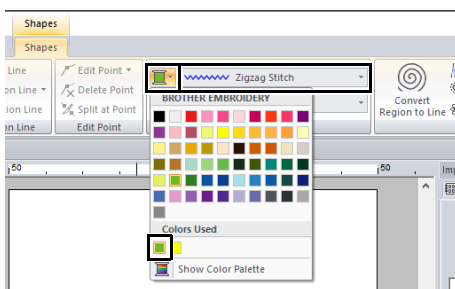 Shapes
Shapes
Line
Edit Point
Zigzag Stitch
on Line
Delete Point
BROTHER EMBROIDERY
Convert
Region to Line
ion Line
Split at Point
on Line
Edit Point
50
50
Imp
Colors Used
Show Color Palette